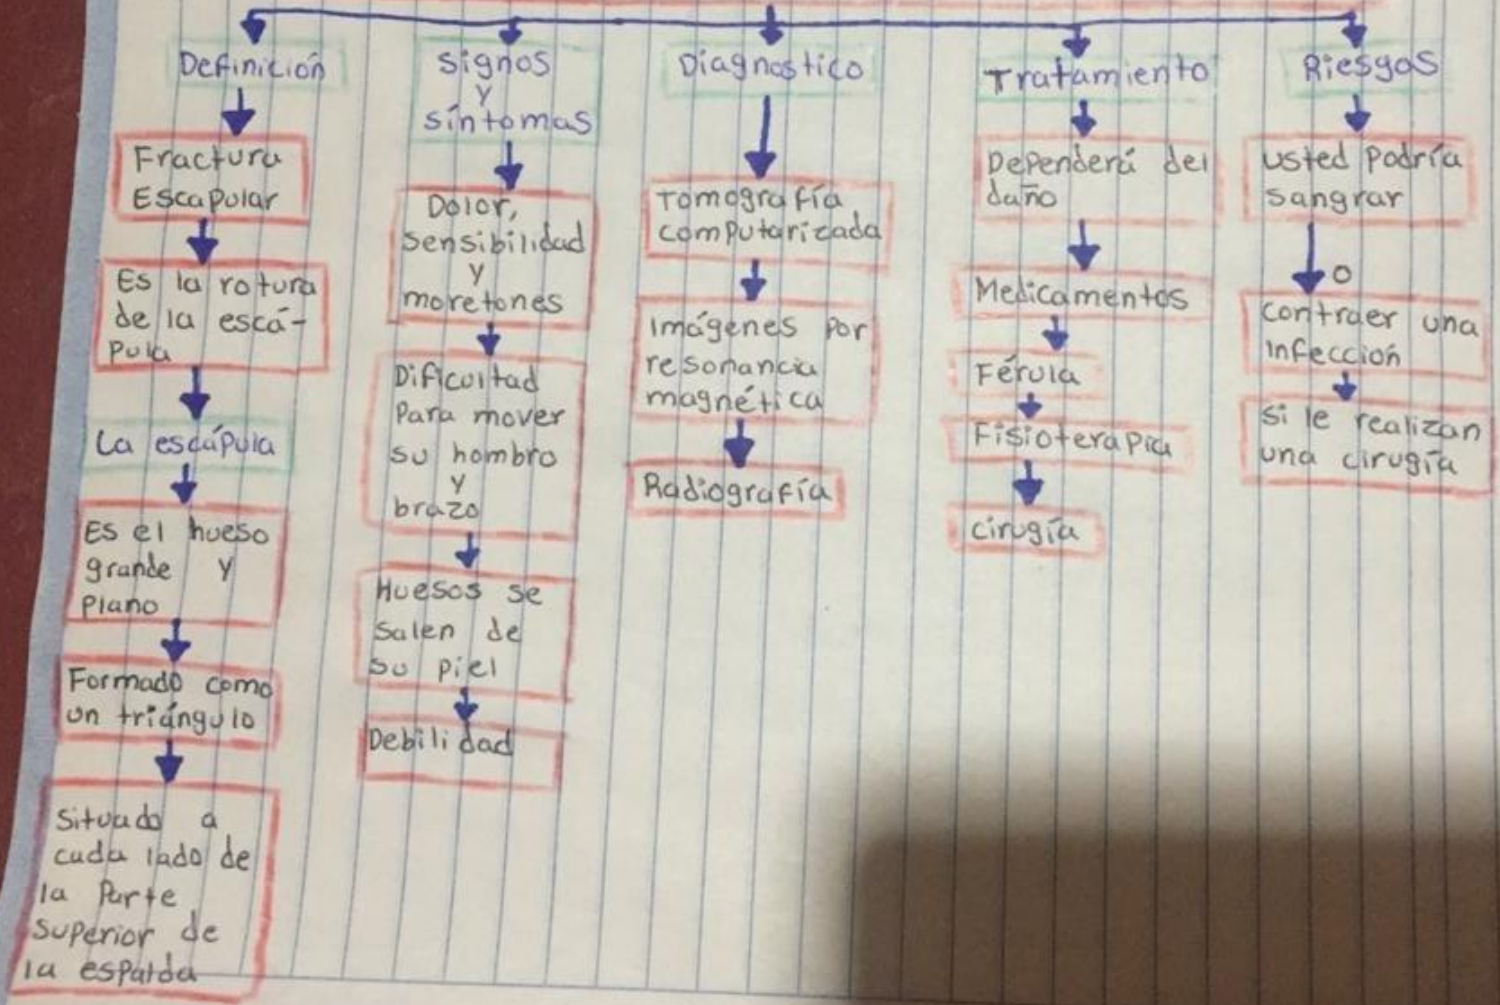 Definición
Fractura
Escapular
Es la rotura
de la escá-
pula
La escápula
Es el hueso
grande y
plano
Formado como
un triángulo
Situado a
cada lado de
la Parte
superior de
la espalda
Signos
y
síntomas
Dolor,
sensibilidad
y
moretones
Dificultad
Para mover
su hombro
y
brazo
Huesos se
salen de
su piel
Debilidad
Diagnostico
Tomografía
computarizada
Imágenes por
resonancia
magnética
Radiografía
Tratamiento
Dependerá del
daño
Medicamentos
Férula
Fisioterapia
cirugía
Riesgos
usted Podría
sangrar
o
contraer una
infección
si le realizan
una cirugía